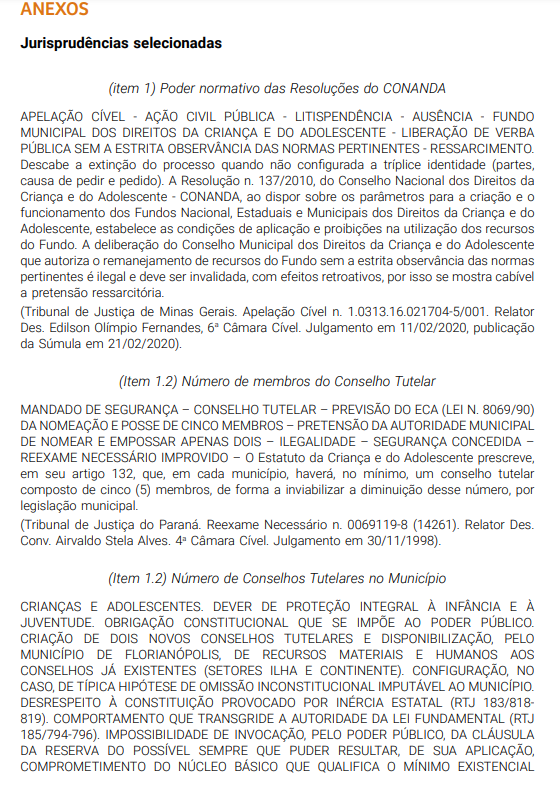 ANEXOS
Jurisprudências selecionadas
(item 1) Poder normativo das Resoluções do CONANDA
APELAÇÃO CÍVEL - AÇÃO CIVIL PÚBLICA - LITISPENDÊNCIA - AUSÊNCIA - FUNDO
MUNICIPAL DOS DIREITOS DA CRIANÇA E DO ADOLESCENTE - LIBERAÇÃO DE VERBA
PÚBLICA SEM A ESTRITA OBSERVÂNCIA DAS NORMAS PERTINENTES - RESSARCIMENTO.
Descabe a extinção do processo quando não configurada a tríplice identidade (partes,
causa de pedir e pedido). A Resolução n. 137/2010, do Conselho Nacional dos Direitos da
Criança e do Adolescente - CONANDA, ao dispor sobre os parâmetros para a criação e o
funcionamento dos Fundos Nacional, Estaduais e Municipais dos Direitos da Criança e do
Adolescente, estabelece as condições de aplicação e proibições na utilização dos recursos
do Fundo. A deliberação do Conselho Municipal dos Direitos da Criança e do Adolescente
que autoriza o remanejamento de recursos do Fundo sem a estrita observância das normas
pertinentes é ilegal e deve ser invalidada, com efeitos retroativos, por isso se mostra cabível
a pretensão ressarcitória.
(Tribunal de Justiça de Minas Gerais. Apelação Cível n. 1.0313.16.021704-5/001. Relator
Des. Edilson Olímpio Fernandes, 6ª Câmara Cível. Julgamento em 11/02/2020, publicação
da Súmula em 21/02/2020).
(Item 1.2) Número de membros do Conselho Tutelar
MANDADO DE SEGURANÇA – CONSELHO TUTELAR – PREVISÃO DO ECA (LEI N. 8069/90)
DA NOMEAÇÃO E POSSE DE CINCO MEMBROS – PRETENSÃO DA AUTORIDADE MUNICIPAL
DE NOMEAR E EMPOSSAR APENAS DOIS – ILEGALIDADE – SEGURANÇA CONCEDIDA –
REEXAME NECESSÁRIO IMPROVIDO – O Estatuto da Criança e do Adolescente prescreve,
em seu artigo 132, que, em cada município, haverá, no mínimo, um conselho tutelar
composto de cinco (5) membros, de forma a inviabilizar a diminuição desse número, por
legislação municipal.
(Tribunal de Justiça do Paraná. Reexame Necessário n. 0069119-8 (14261). Relator Des.
Conv. Airvaldo Stela Alves. 4ª Câmara Cível. Julgamento em 30/11/1998).
(Item 1.2) Número de Conselhos Tutelares no Município
CRIANÇAS E ADOLESCENTES. DEVER DE PROTEÇÃO INTEGRAL À INFÂNCIA E À
JUVENTUDE. OBRIGAÇÃO CONSTITUCIONAL QUE SE IMPÕE AO PODER PÚBLICO.
CRIAÇÃO DE DOIS NOVOS CONSELHOS TUTELARES E DISPONIBILIZAÇÃO, PELO
MUNICÍPIO DE FLORIANÓPOLIS, DE RECURSOS MATERIAIS E HUMANOS AOS
CONSELHOS JÁ EXISTENTES (SETORES ILHA E CONTINENTE). CONFIGURAÇÃO, NO
CASO, DE TÍPICA HIPÓTESE DE OMISSÃO INCONSTITUCIONAL IMPUTÁVEL AO MUNICÍPIO.
DESRESPEITO À CONSTITUIÇÃO PROVOCADO POR INÉRCIA ESTATAL (RTJ 183/818-
819). COMPORTAMENTO QUE TRANSGRIDE A AUTORIDADE DA LEI FUNDAMENTAL (RTJ
185/794-796). IMPOSSIBILIDADE DE INVOCAÇÃO, PELO PODER PÚBLICO, DA CLÁUSULA
DA RESERVA DO POSSÍVEL SEMPRE QUE PUDER RESULTAR, DE SUA APLICAÇÃO,
COMPROMETIMENTO DO NÚCLEO BÁSICO QUE QUALIFICA O MÍNIMO EXISTENCIAL